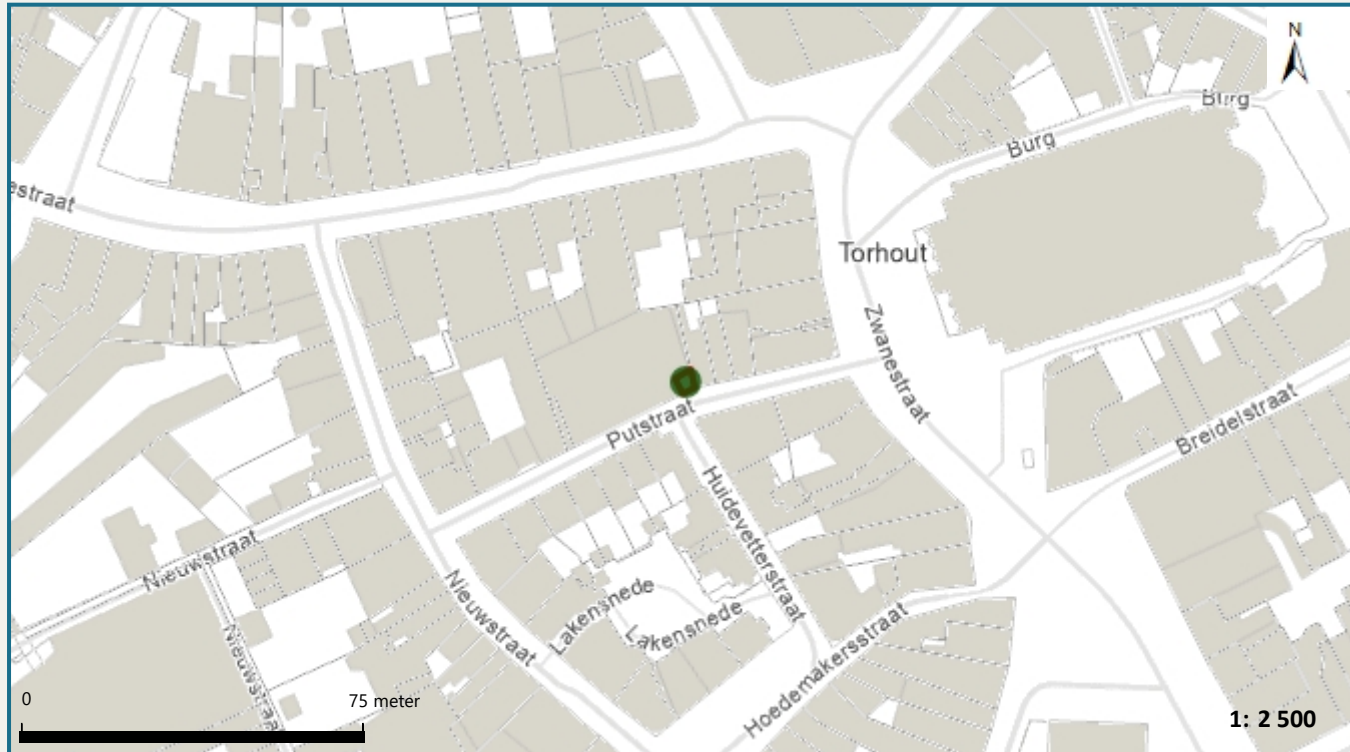 N
Burg
Burg
estraat
Torhout
Zwanestraat
Breidelstraat
Putstraat
Huidevetterstraat
Nieuwstraat
Nieuwstraat
Lakensnede
Lakensnede
Nieuwstraat
Hoedemakersstraat
0
75 meter
1: 2 500